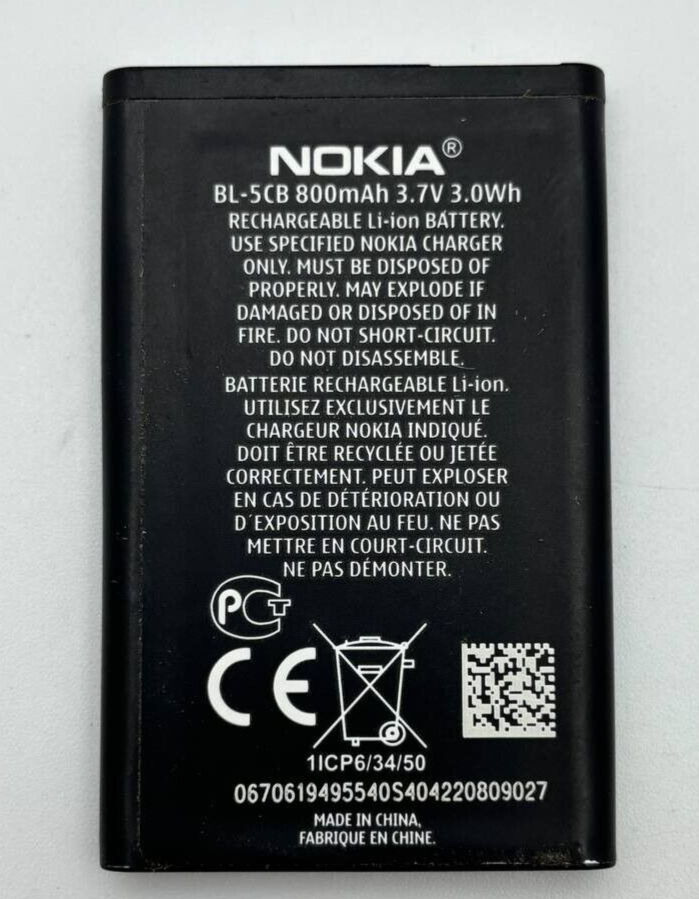 NOKIA®
BL-5CB 800mAh 3.7V 3.0Wh
RECHARGEABLE Li-ion BATTERY.
USE SPECIFIED NOKIA CHARGER
ONLY. MUST BE DISPOSED OF
PROPERLY. MAY EXPLODE IF
DAMAGED OR DISPOSED OF IN
FIRE. DO NOT SHORT-CIRCUIT.
DO NOT DISASSEMBLE.
BATTERIE RECHARGEABLE Li-ion.
UTILISEZ EXCLUSIVEMENT LE
CHARGEUR NOKIA INDIQUÉ.
DOIT ÊTRE RECYCLÉE OU JETÉE
CORRECTEMENT. PEUT EXPLOSER
EN CAS DE DÉTÉRIORATION OU
D'EXPOSITION AU FEU. NE PAS
METTRE EN COURT-CIRCUIT.
NE PAS DÉMONTER.
PCT
CE
1ICP6/34/50
0670619495540S404220809027
MADE IN CHINA,
FABRIQUE EN CHINE.